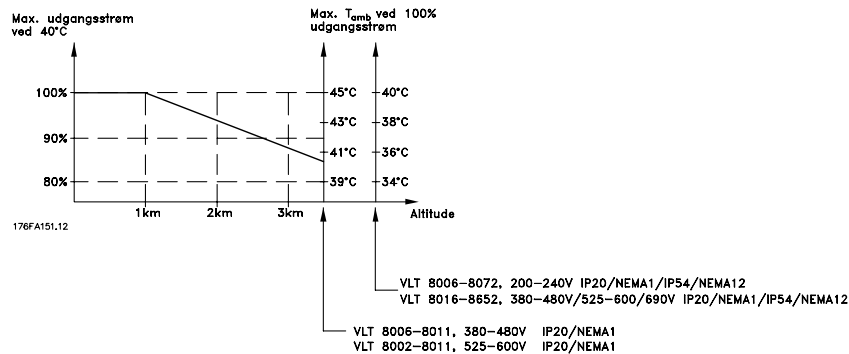 Max. udgangsstrøm
ved 40°C
Max. Tamb ved 100%
udgangsstrøm
100%
90%
80%
45°C
43°C
41°C
39°C
40°C
38°C
36°C
34°C
1km
2km
3km
Altitude
176FA151.12
VLT 8006-8072, 200-240V IP20/NEMA1/IP54/NEMA12
VLT 8016-8652, 380-480V/525-600/690V IP20/NEMA1/IP54/NEMA12
VLT 8006-8011, 380-480V IP20/NEMA1
VLT 8002-8011, 525-600V IP20/NEMA1